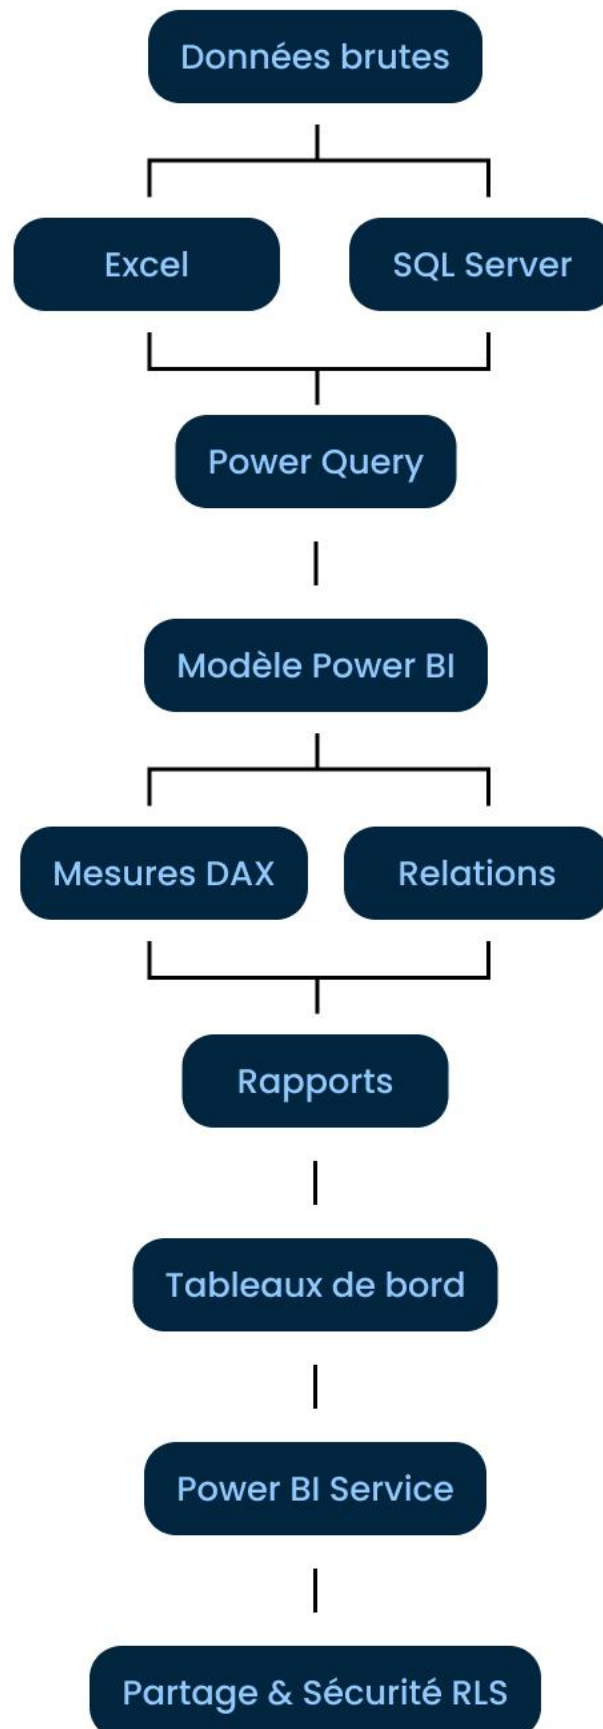 Données brutes
Excel
SQL Server
Power Query
Modèle Power BI
Mesures DAX
Relations
Rapports
Tableaux de bord
Power BI Service
Partage & Sécurité RLS